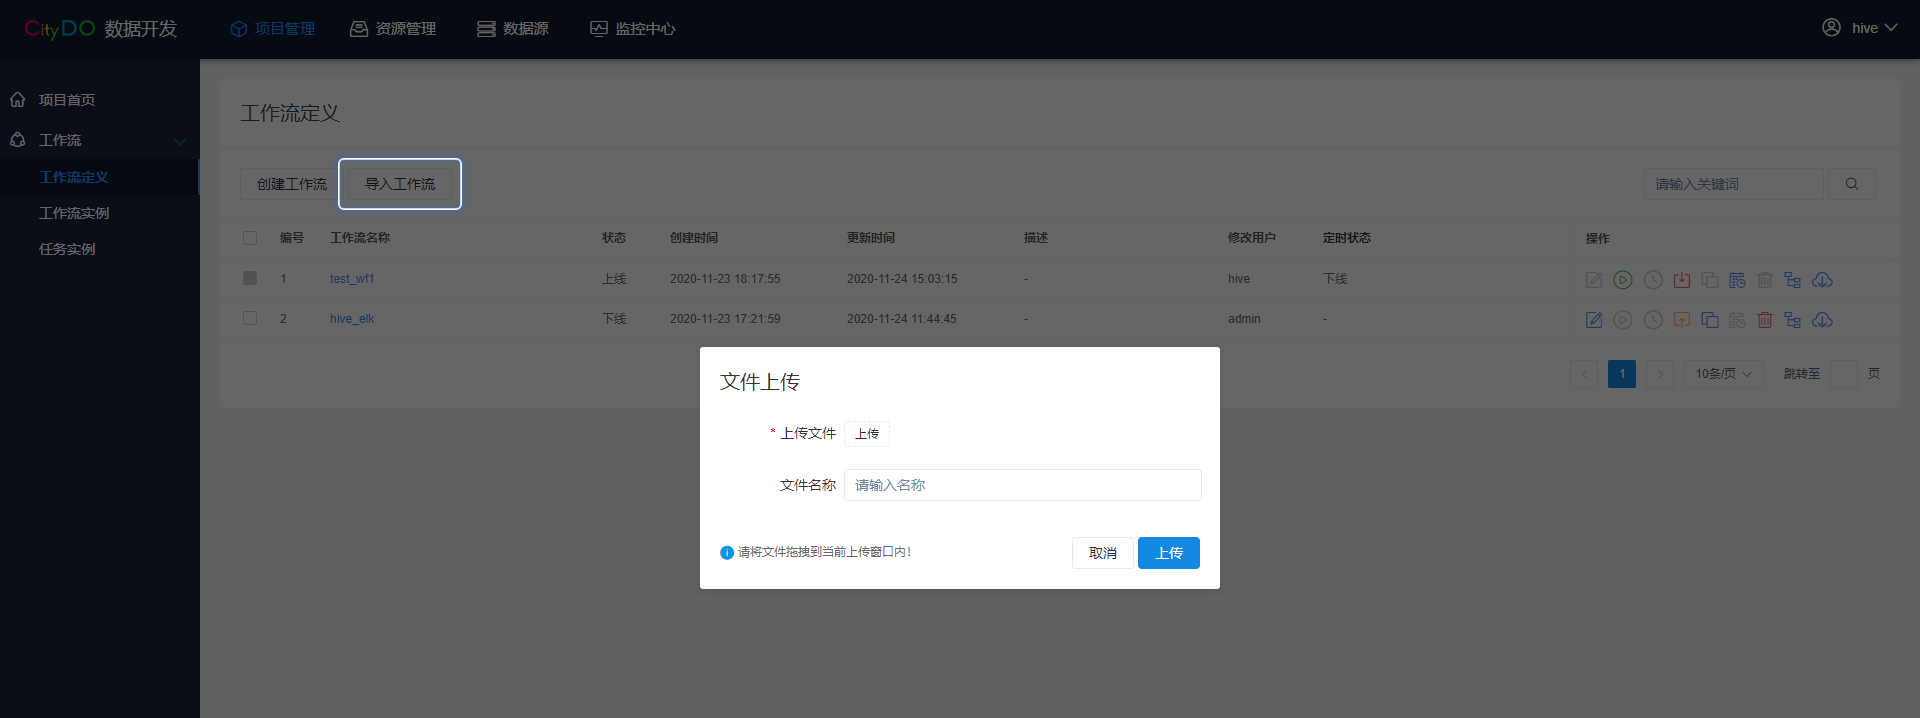 CityDO 数据开发 项目管理 资源管理 数据源 监控中心 hive
项目首页
工作流
工作流定义
工作流实例
任务实例
工作流定义
创建工作流 导入工作流 请输入关键词
编号 工作流名称 状态 创建时间 更新时间 描述 修改用户 定时状态 操作
1 test_wf1 上线 2020-11-23 18:17:55 2020-11-24 15:03:15 - hive 下线
2 hive_elk 下线 2020-11-23 17:21:59 2020-11-24 11:44:45 - admin -
1 10条/页 跳转至 页
文件上传
* 上传文件 上传
文件名称 请输入名称
请将文件拖拽到当前上传窗口内! 取消 上传